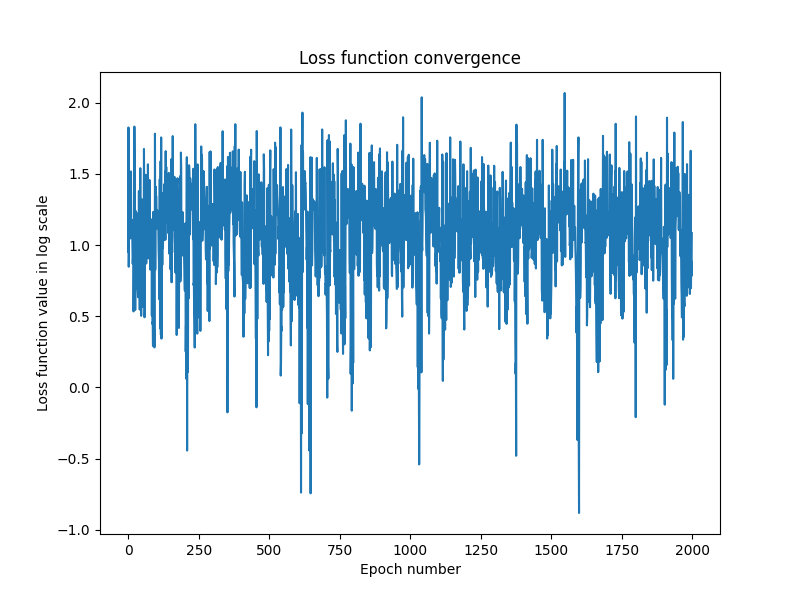 Loss function convergence
Loss function value in log scale
2.0
1.5
1.0
0.5
0.0
−0.5
−1.0
0 250 500 750 1000 1250 1500 1750 2000
Epoch number